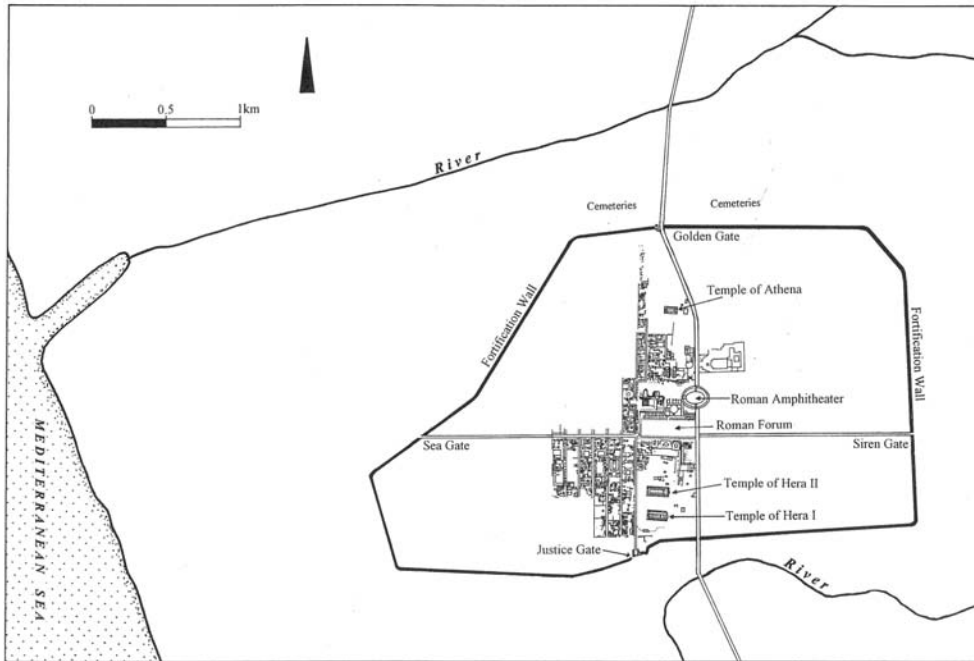 0 0.5 1km
River
Cemeteries Cemeteries
Golden Gate
Temple of Athena
Fortification Wall
Fortification Wall
Roman Amphitheater
Roman Forum
Sea Gate
Siren Gate
Temple of Hera II
Temple of Hera I
Justice Gate
River
MEDITERRANEAN SEA